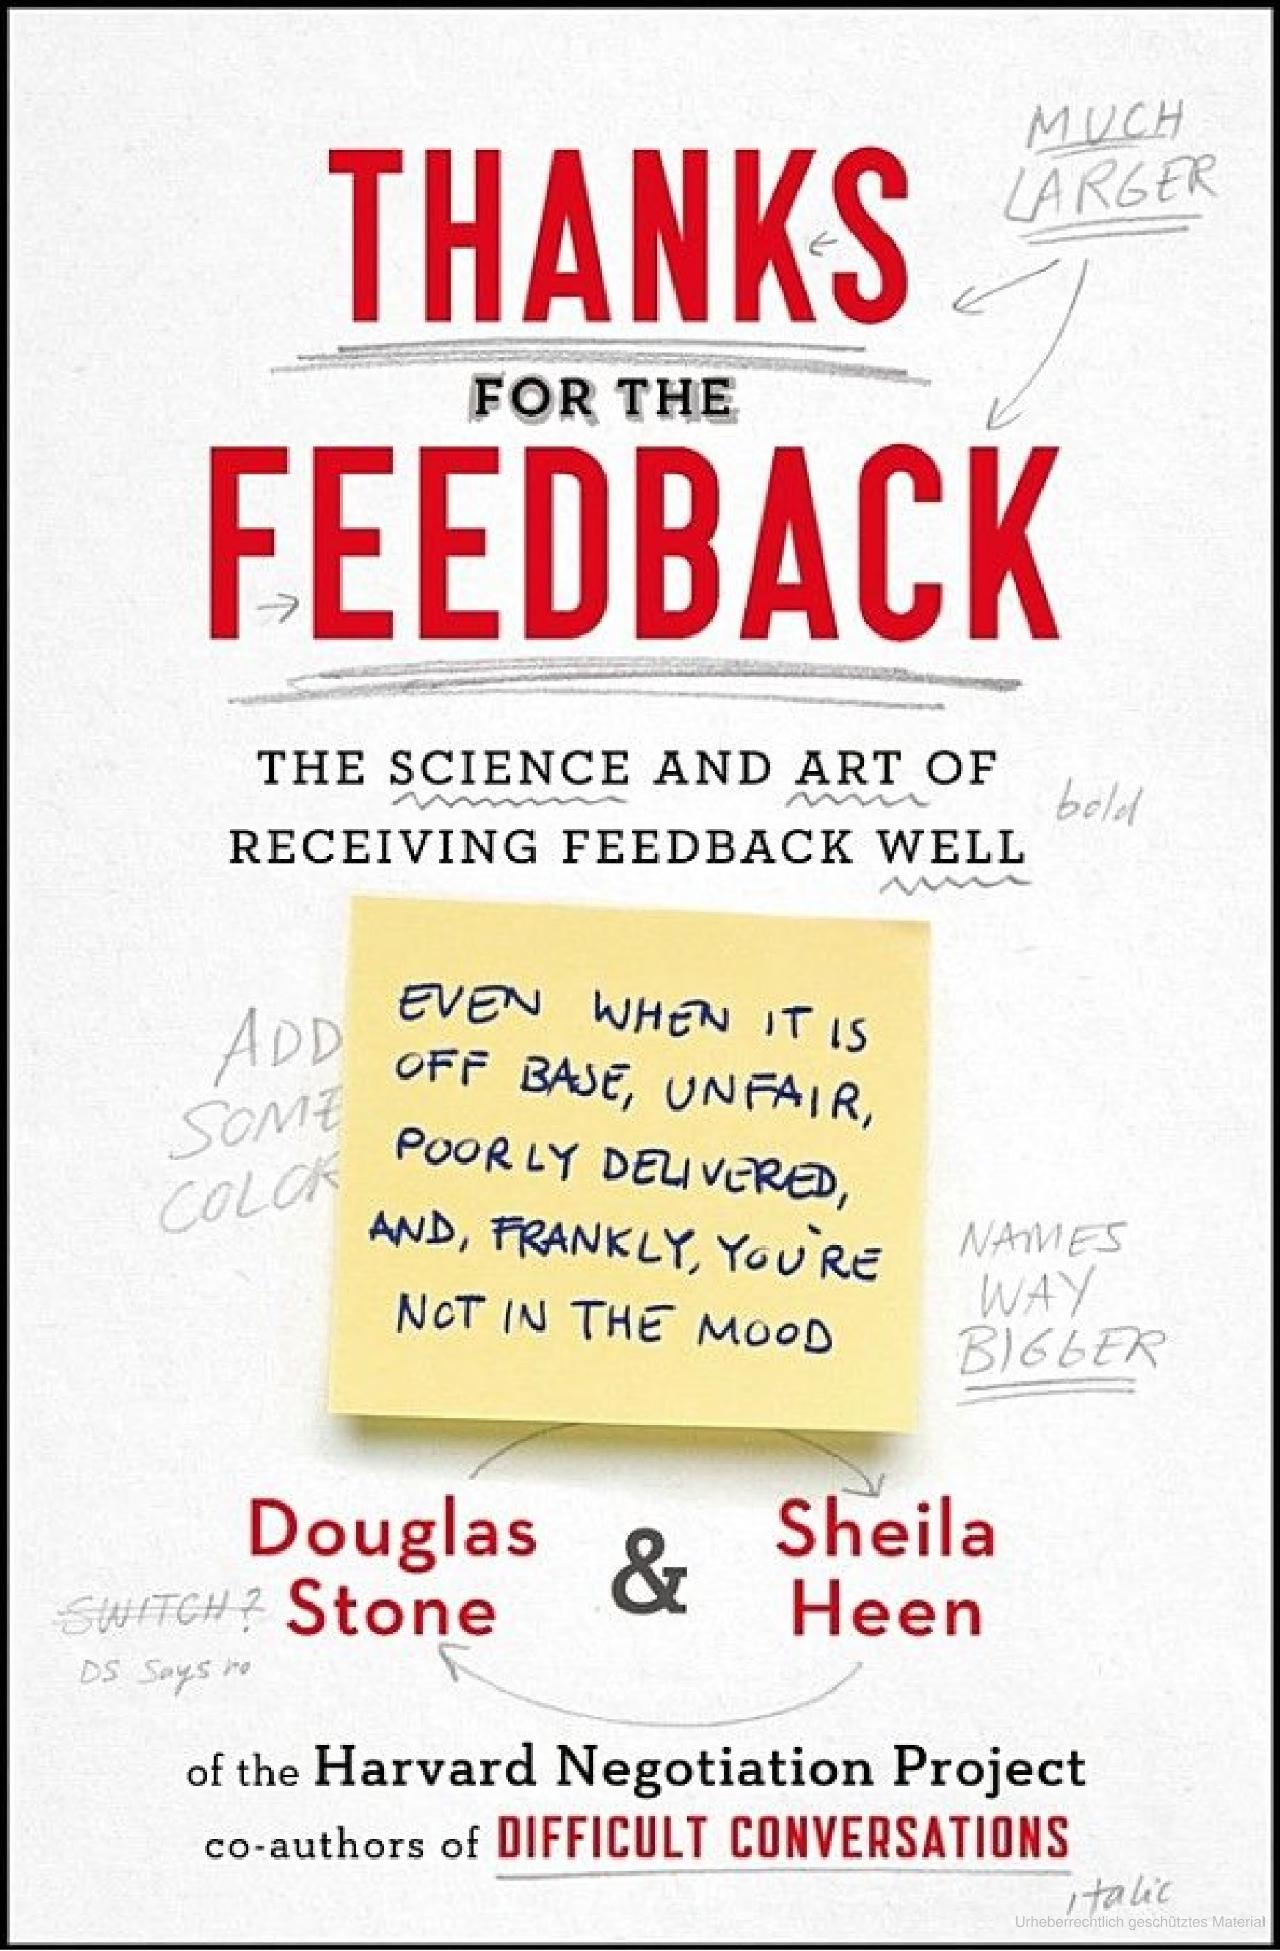 MUCH
LARGER
THANKS
FOR THE
FEEDBACK
THE SCIENCE AND ART OF
RECEIVING FEEDBACK WELL
bold
EVEN WHEN IT IS
OFF BASE, UNFAIR,
POORLY DELIVERED,
AND, FRANKLY, YOU'RE
NOT IN THE MOOD
ADD
SOME
COLOR
NAMES
WAY
BIGGER
Douglas
Stone
&
Sheila
Heen
SWITCH?
DS Says no
of the Harvard Negotiation Project
co-authors of DIFFICULT CONVERSATIONS
italic
Urheberrechtlich geschütztes Material